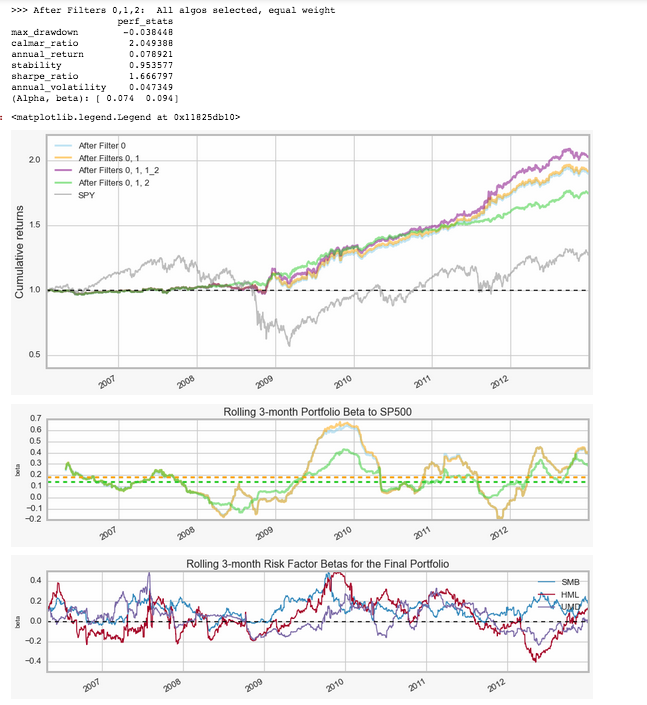 >>> After Filters 0,1,2:  All algos selected, equal weight
perf_stats
max_drawdown -0.038448
calmar_ratio 2.049388
annual_return 0.078921
stability 0.953577
sharpe_ratio 1.666797
annual_volatility 0.047349
(Alpha, beta): [ 0.074  0.094]
: <matplotlib.legend.Legend at 0x11825db10>
After Filter 0
After Filters 0, 1
After Filters 0, 1, 1_2
After Filters 0, 1, 2
SPY
Cumulative returns
2.0
1.5
1.0
0.5
2007 2008 2009 2010 2011 2012
Rolling 3-month Portfolio Beta to SP500
beta
0.7
0.6
0.5
0.4
0.3
0.2
0.1
0.0
−0.1
−0.2
2007 2008 2009 2010 2011 2012
Rolling 3-month Risk Factor Betas for the Final Portfolio
SMB
HML
UMD
beta
0.4
0.2
0.0
−0.2
−0.4
2007 2008 2009 2010 2011 2012